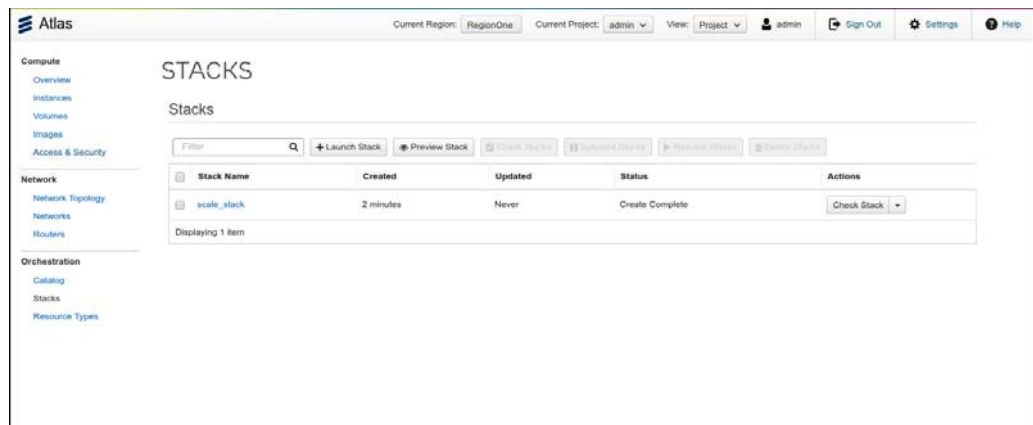 Atlas
Current Region: RegionOne Current Project: admin View: Project admin Sign Out Settings Help
Compute
Overview
Instances
Volumes
Images
Access & Security
Network
Network Topology
Networks
Routers
Orchestration
Catalog
Stacks
Resource Types
STACKS
Stacks
Filter + Launch Stack Preview Stack Check Stacks Suspend Stacks Resume Stacks Delete Stacks
Stack Name Created Updated Status Actions
scale_stack 2 minutes Never Create Complete Check Stack
Displaying 1 item